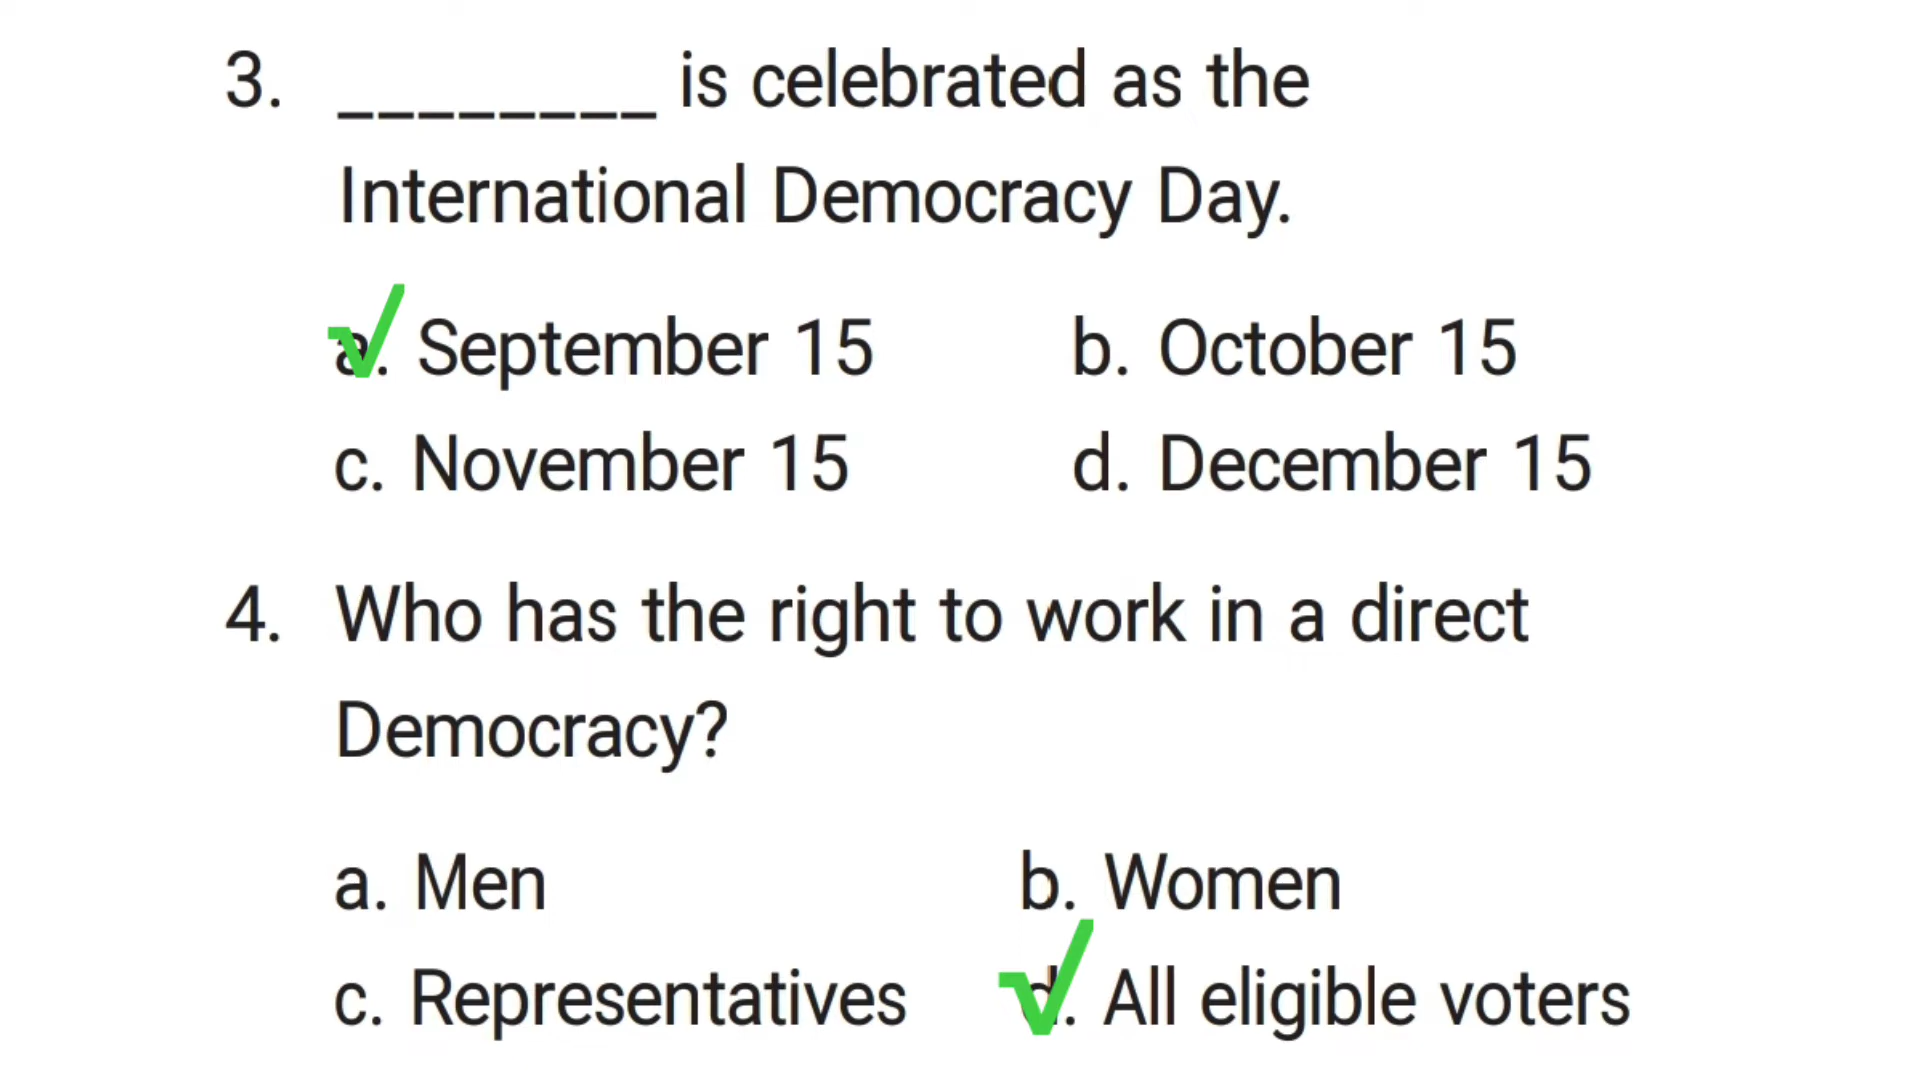 3. ________ is celebrated as the
International Democracy Day.
a. September 15 b. October 15
c. November 15 d. December 15
4. Who has the right to work in a direct
Democracy?
a. Men b. Women
c. Representatives d. All eligible voters